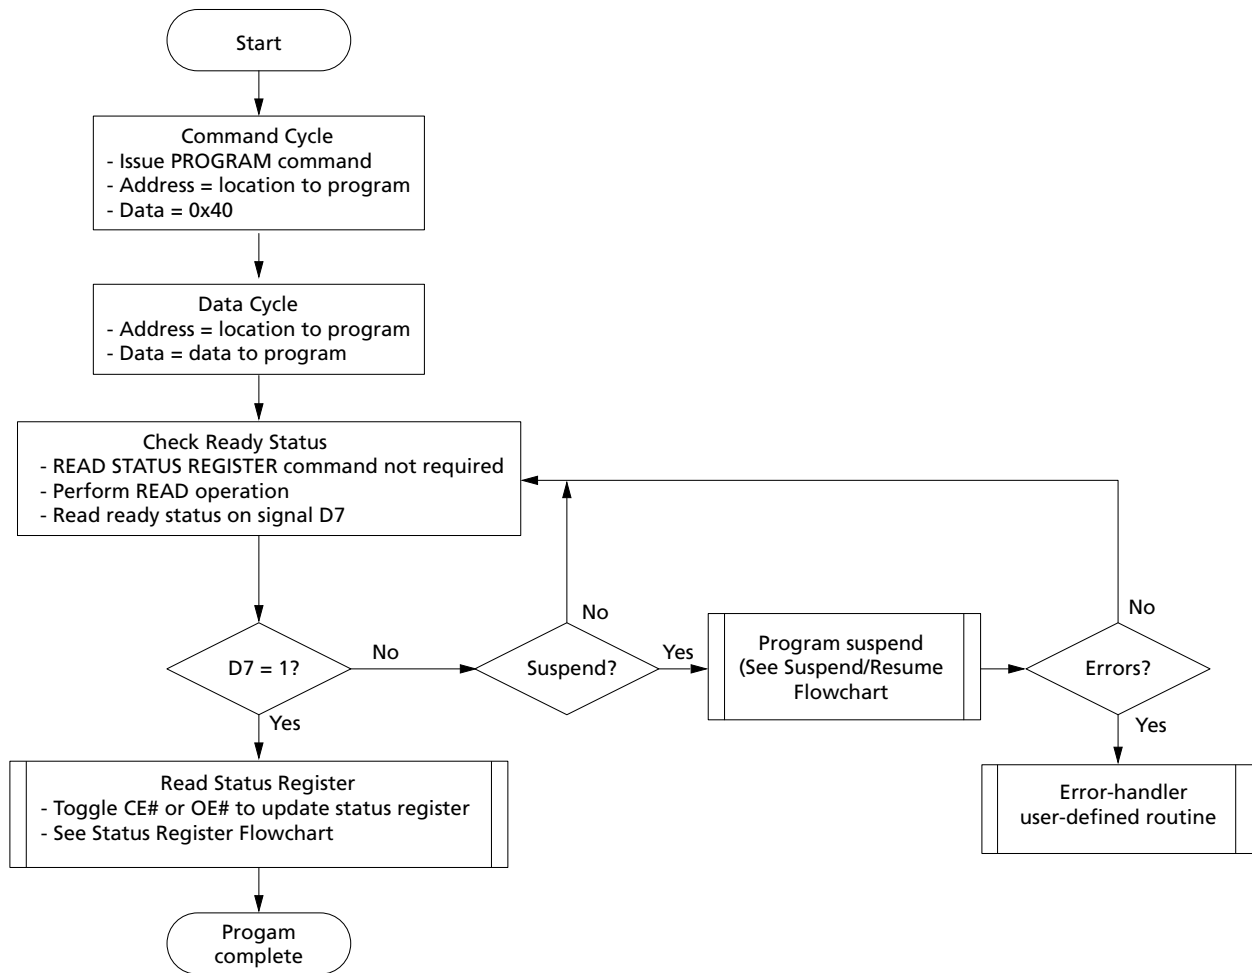 Start
Command Cycle
- Issue PROGRAM command
- Address = location to program
- Data = 0x40
Data Cycle
- Address = location to program
- Data = data to program
Check Ready Status
- READ STATUS REGISTER command not required
- Perform READ operation
- Read ready status on signal D7
D7 = 1?
No
Suspend?
No
Yes
Program suspend
(See Suspend/Resume
Flowchart
Errors?
No
Yes
Error-handler
user-defined routine
Yes
Read Status Register
- Toggle CE# or OE# to update status register
- See Status Register Flowchart
Progam
complete